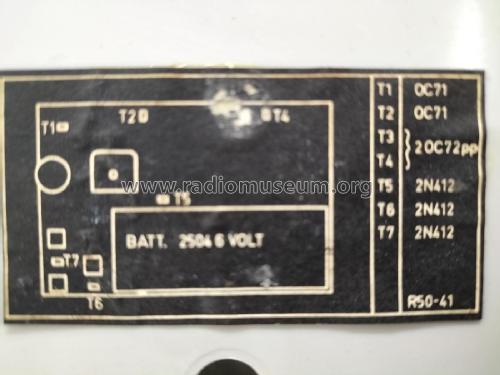 T1 OC71
T2 OC71
T3
2OC72pp
T4
T5 2N412
T6 2N412
T7 2N412
R50-41
T1
T2
T4
T5
BATT. 2504 6 VOLT
T7
T6
www.radiomuseum.org